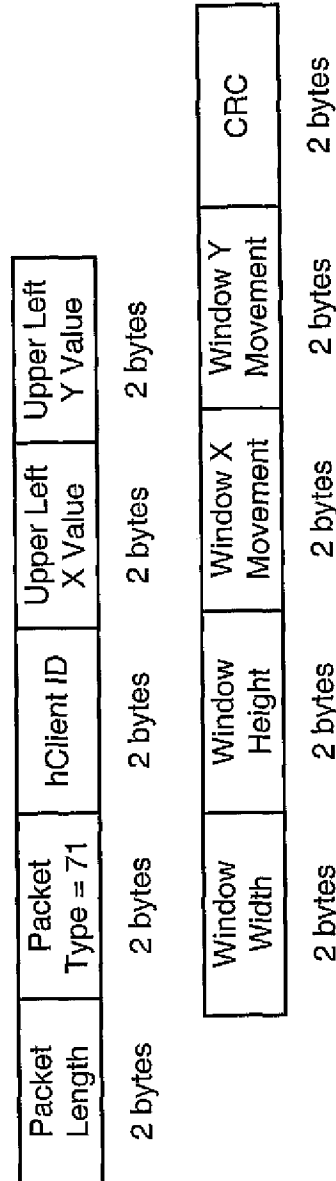 Packet
Length
Packet
Type = 71
hClient ID
Upper Left
X Value
Upper Left
Y Value
2 bytes
2 bytes
2 bytes
2 bytes
2 bytes
Window
Width
Window
Height
Window X
Movement
Window Y
Movement
CRC
2 bytes
2 bytes
2 bytes
2 bytes
2 bytes